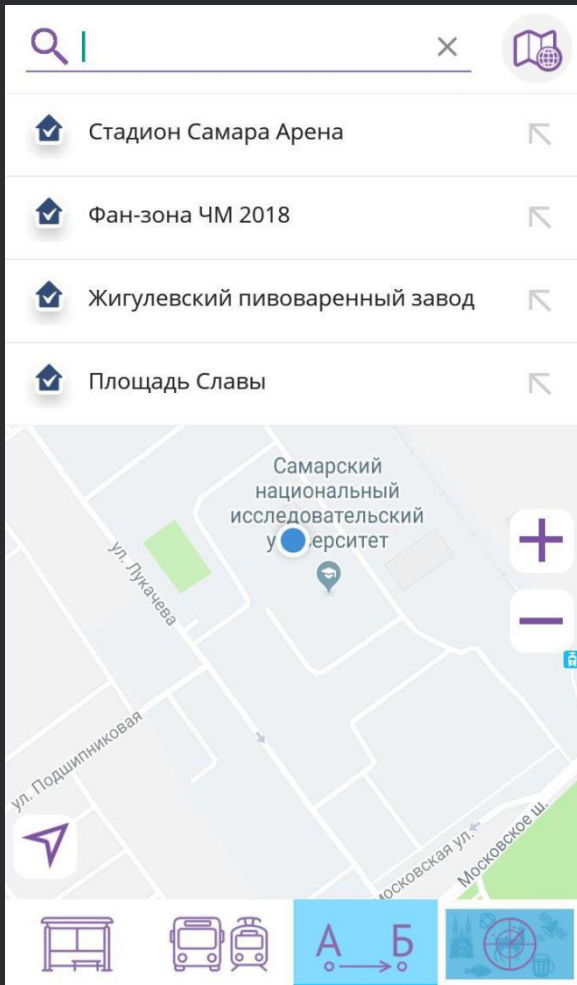 Стадион Самара Арена
Фан-зона ЧМ 2018
Жигулевский пивоваренный завод
Площадь Славы
Самарский
национальный
исследовательский
у ерситет
ул. Лукачева
ул. Подшипниковая
Московское ш.
московская ул.
А Б